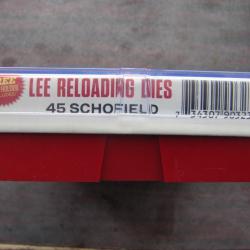 LEE RELOADING DIES
45 SCHOFIELD